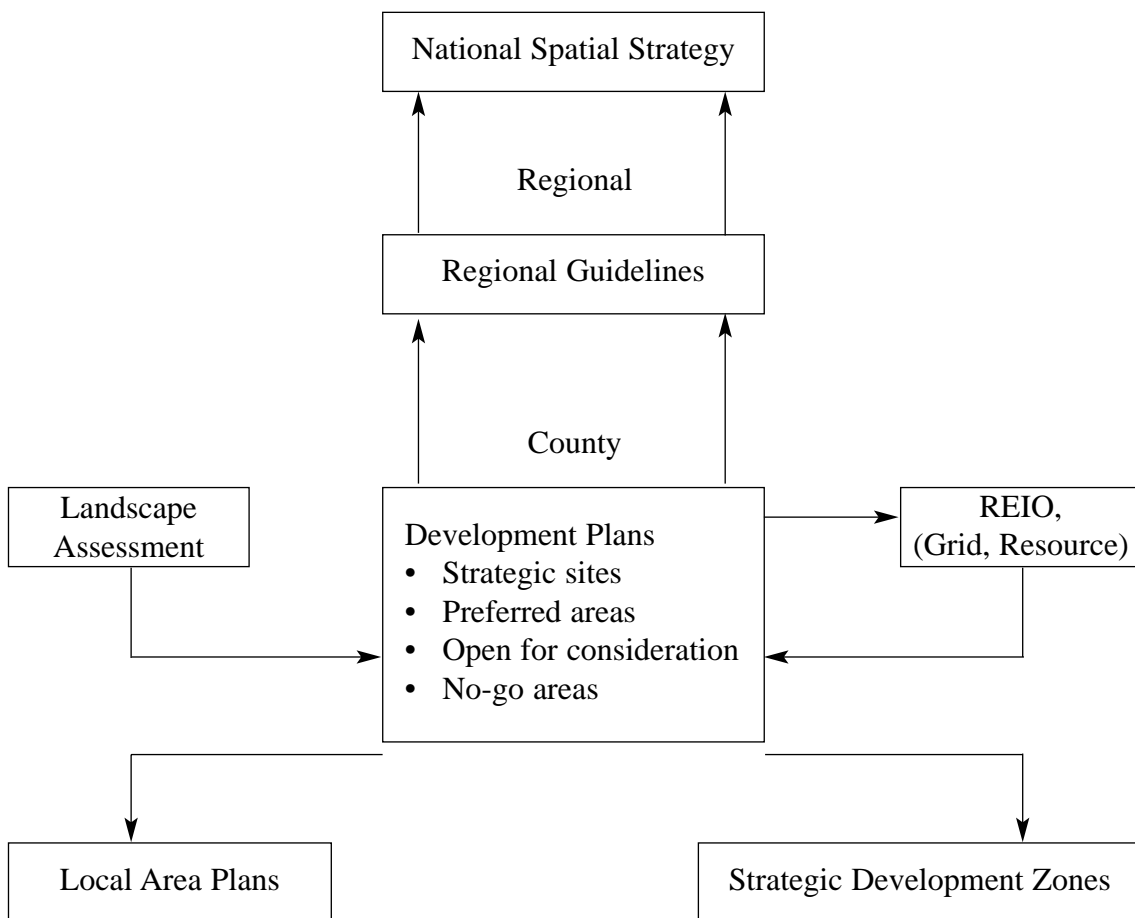 National Spatial Strategy
Regional
Regional Guidelines
County
Landscape
Assessment
Development Plans
• Strategic sites
• Preferred areas
• Open for consideration
• No-go areas
REIO,
(Grid, Resource)
Local Area Plans
Strategic Development Zones